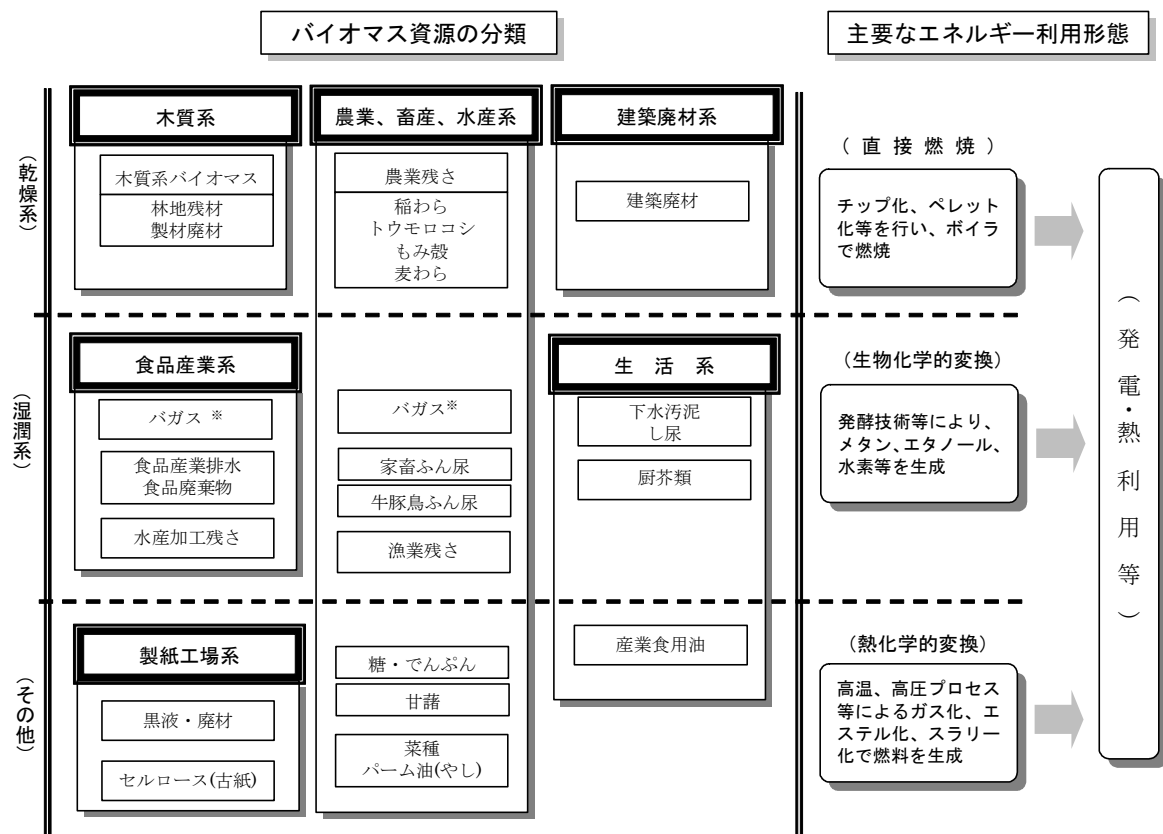 バイオマス資源の分類
主要なエネルギー利用形態
(乾燥系)
木質系
木質系バイオマス
林地残材
製材廃材
農業、畜産、水産系
農業残さ
稲わら
トウモロコシ
もみ殻
麦わら
建築廃材系
建築廃材
(直接燃焼)
チップ化、ペレット
化等を行い、ボイラ
で燃焼
(湿潤系)
食品産業系
バガス ※
食品産業排水
食品廃棄物
水産加工残さ
バガス※
家畜ふん尿
牛豚鳥ふん尿
漁業残さ
生活系
下水汚泥
し尿
厨芥類
(生物化学的変換)
発酵技術等により、
メタン、エタノール、
水素等を生成
(その他)
製紙工場系
黒液・廃材
セルロース(古紙)
糖・でんぷん
甘藷
菜種
パーム油(やし)
産業食用油
(熱化学的変換)
高温、高圧プロセス
等によるガス化、エ
ステル化、スラリー
化で燃料を生成
(発電・熱利用等)